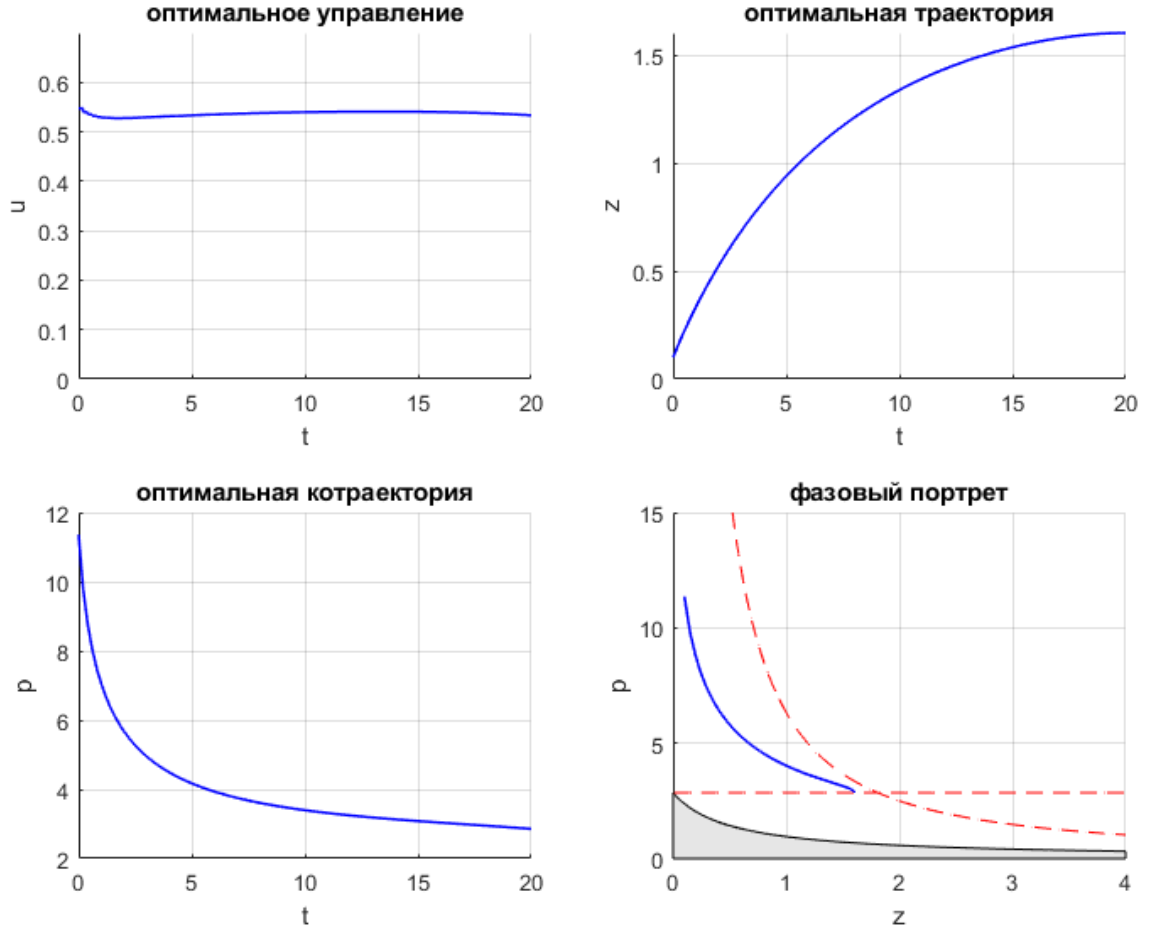 оптимальное управление
u
0.6
0.5
0.4
0.3
0.2
0.1
0
0 5 10 15 20
t
оптимальная траектория
z
1.5
1
0.5
0
0 5 10 15 20
t
оптимальная котраектория
p
12
10
8
6
4
2
0 5 10 15 20
t
фазовый портрет
p
15
10
5
0
0 1 2 3 4
z